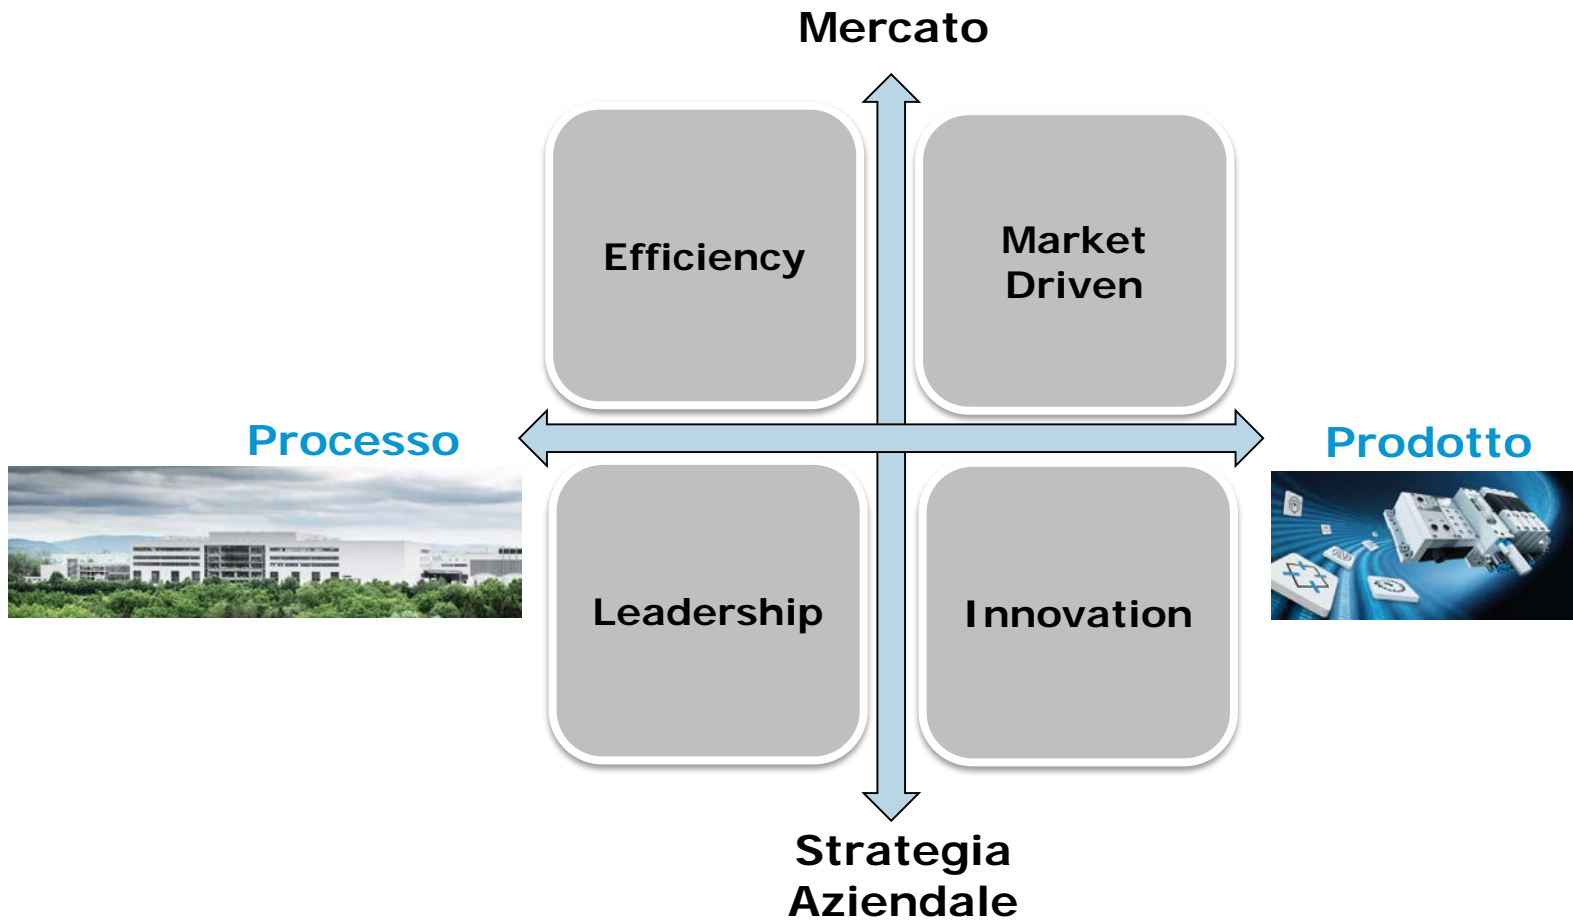 Mercato
Efficiency
Market
Driven
Processo
Prodotto
Leadership
Innovation
Strategia
Aziendale